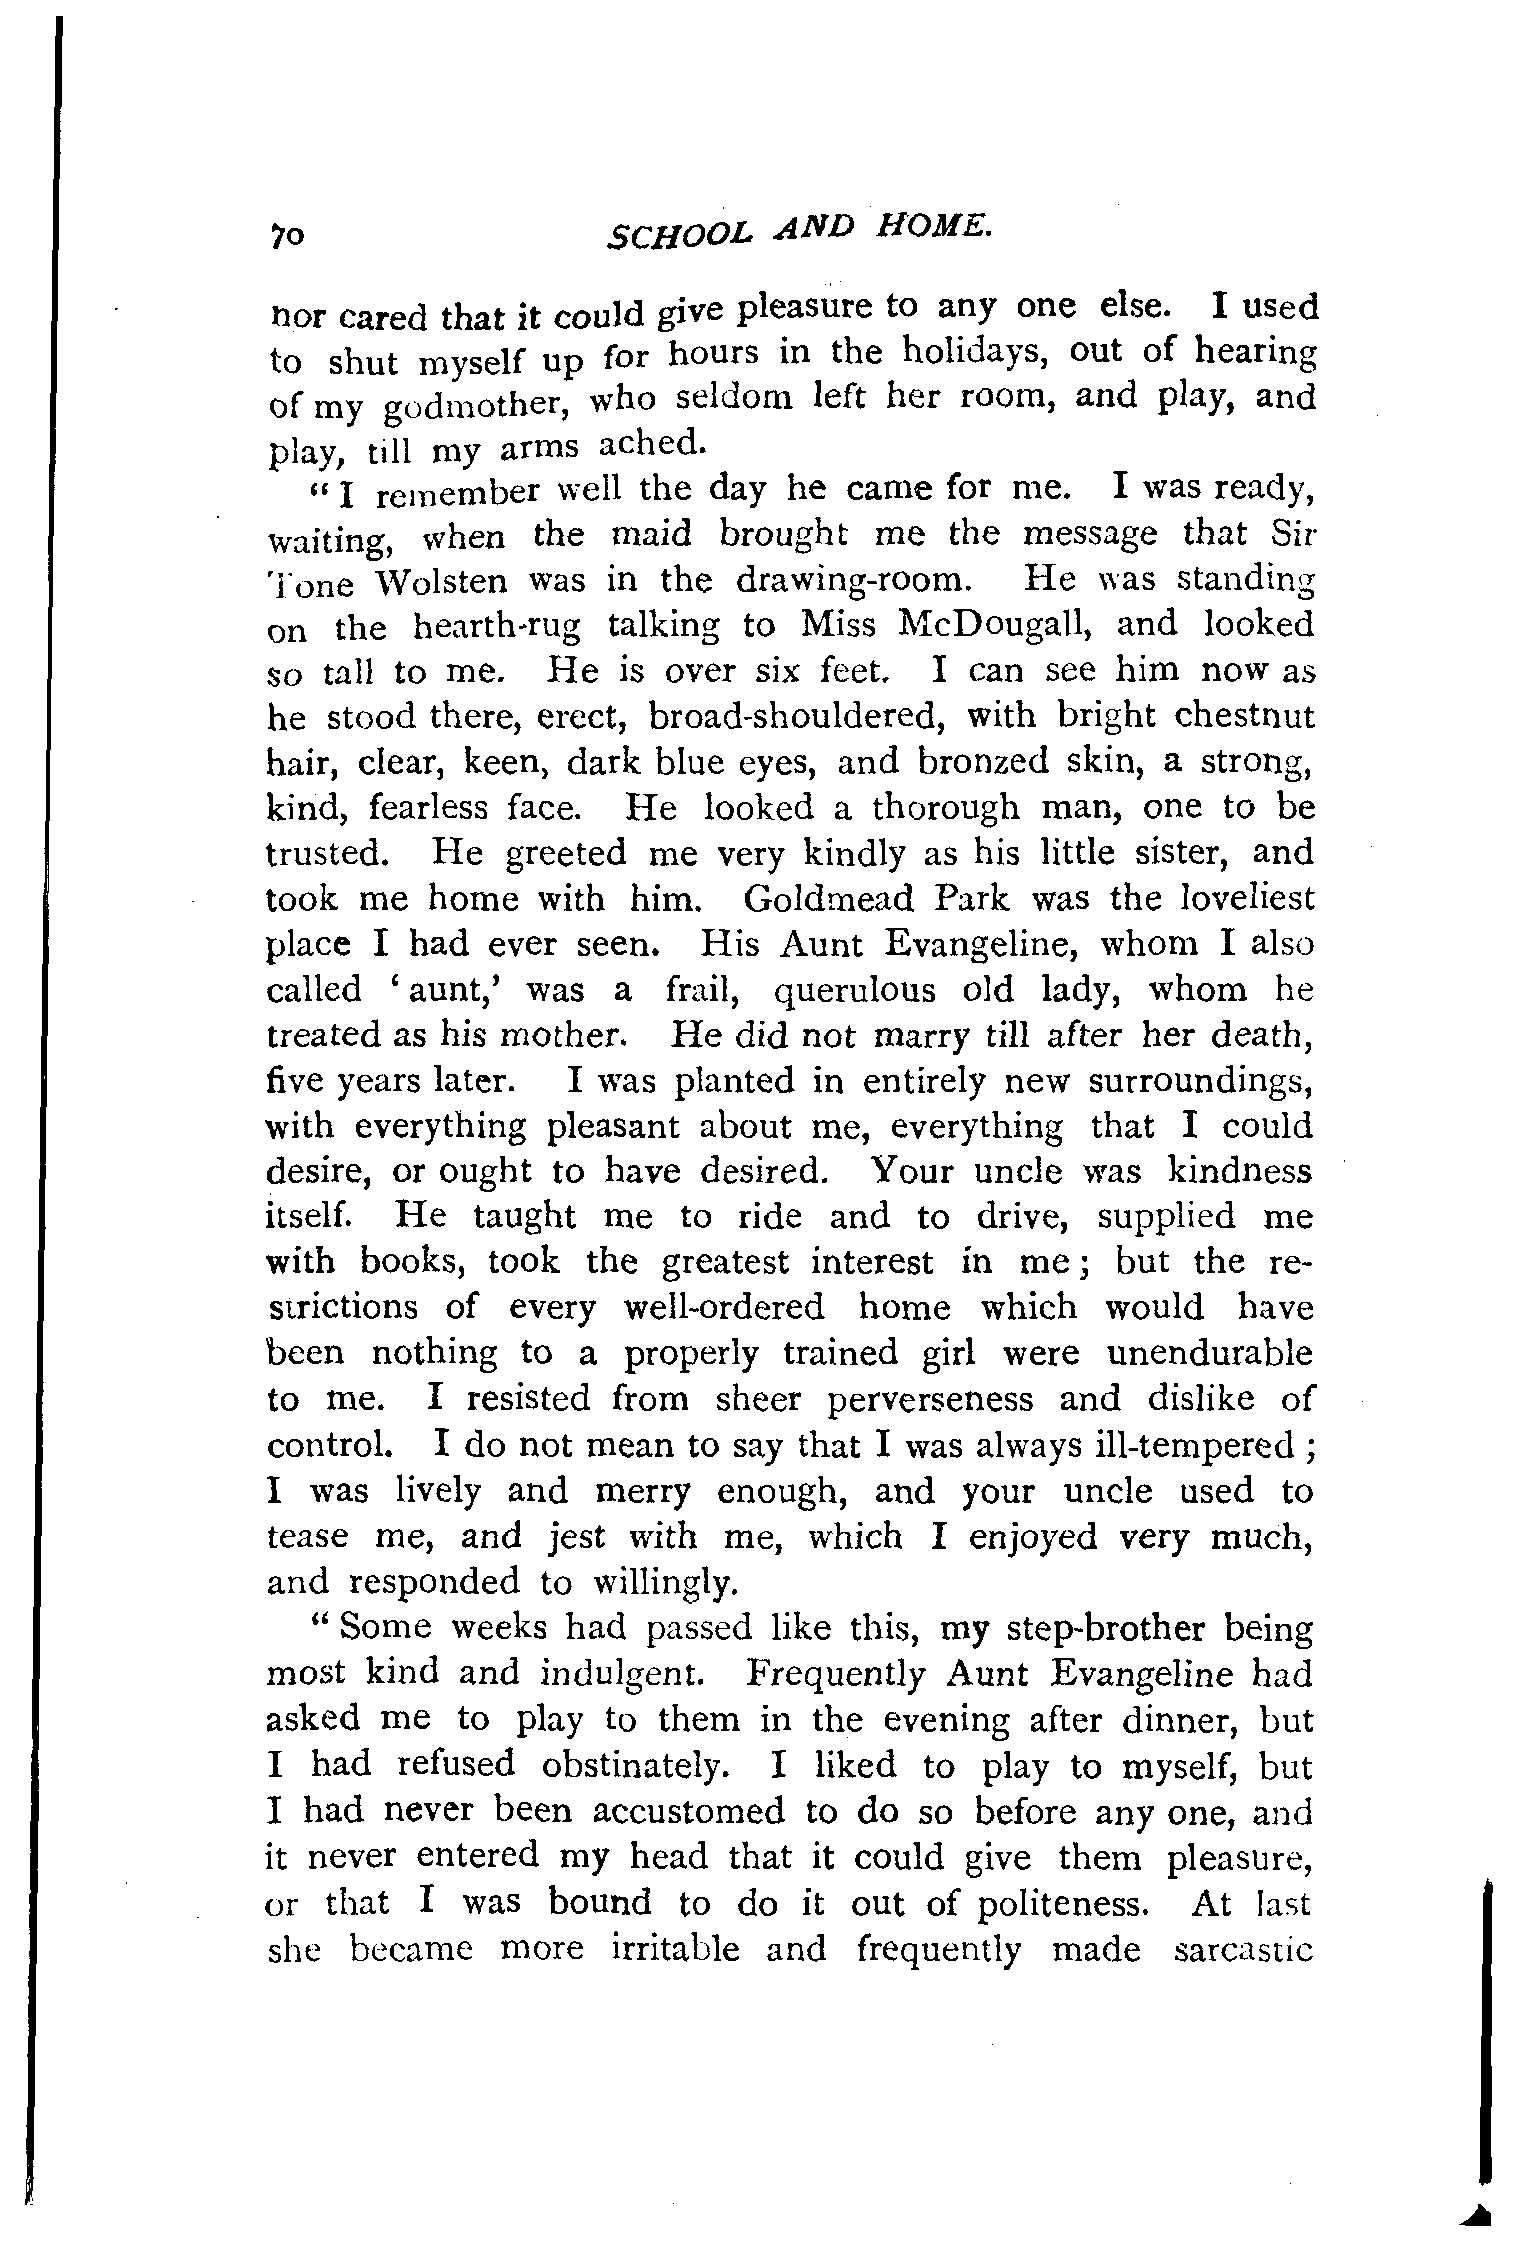 70 SCHOOL AND HOME.
nor cared that it could give pleasure to any one else. I used
to shut myself up for hours in the holidays, out of hearing
of my godmother, who seldom left her room, and play, and
play, till my arms ached.
“ I remember well the day he came for me. I was ready,
waiting, when the maid brought me the message that Sir
Tone Wolsten was in the drawing-room. He was standing
on the hearth-rug talking to Miss McDougall, and looked
so tall to me. He is over six feet. I can see him now as
he stood there, erect, broad-shouldered, with bright chestnut
hair, clear, keen, dark blue eyes, and bronzed skin, a strong,
kind, fearless face. He looked a thorough man, one to be
trusted. He greeted me very kindly as his little sister, and
took me home with him. Goldmead Park was the loveliest
place I had ever seen. His Aunt Evangeline, whom I also
called ‘ aunt,’ was a frail, querulous old lady, whom he
treated as his mother. He did not marry till after her death,
five years later. I was planted in entirely new surroundings,
with everything pleasant about me, everything that I could
desire, or ought to have desired. Your uncle was kindness
itself. He taught me to ride and to drive, supplied me
with books, took the greatest interest in me ; but the re-
strictions of every well-ordered home which would have
been nothing to a properly trained girl were unendurable
to me. I resisted from sheer perverseness and dislike of
control. I do not mean to say that I was always ill-tempered ;
I was lively and merry enough, and your uncle used to
tease me, and jest with me, which I enjoyed very much,
and responded to willingly.
“ Some weeks had passed like this, my step-brother being
most kind and indulgent. Frequently Aunt Evangeline had
asked me to play to them in the evening after dinner, but
I had refused obstinately. I liked to play to myself, but
I had never been accustomed to do so before any one, and
it never entered my head that it could give them pleasure,
or that I was bound to do it out of politeness. At last
she became more irritable and frequently made sarcastic